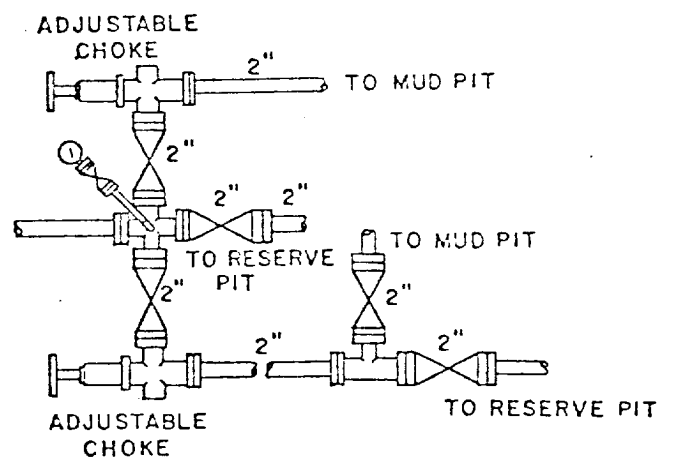 ADJUSTABLE
CHOKE
2"
TO MUD PIT
2"
2"
2"
TO RESERVE
PIT
TO MUD PIT
2"
2"
2"
2"
TO RESERVE PIT
ADJUSTABLE
CHOKE